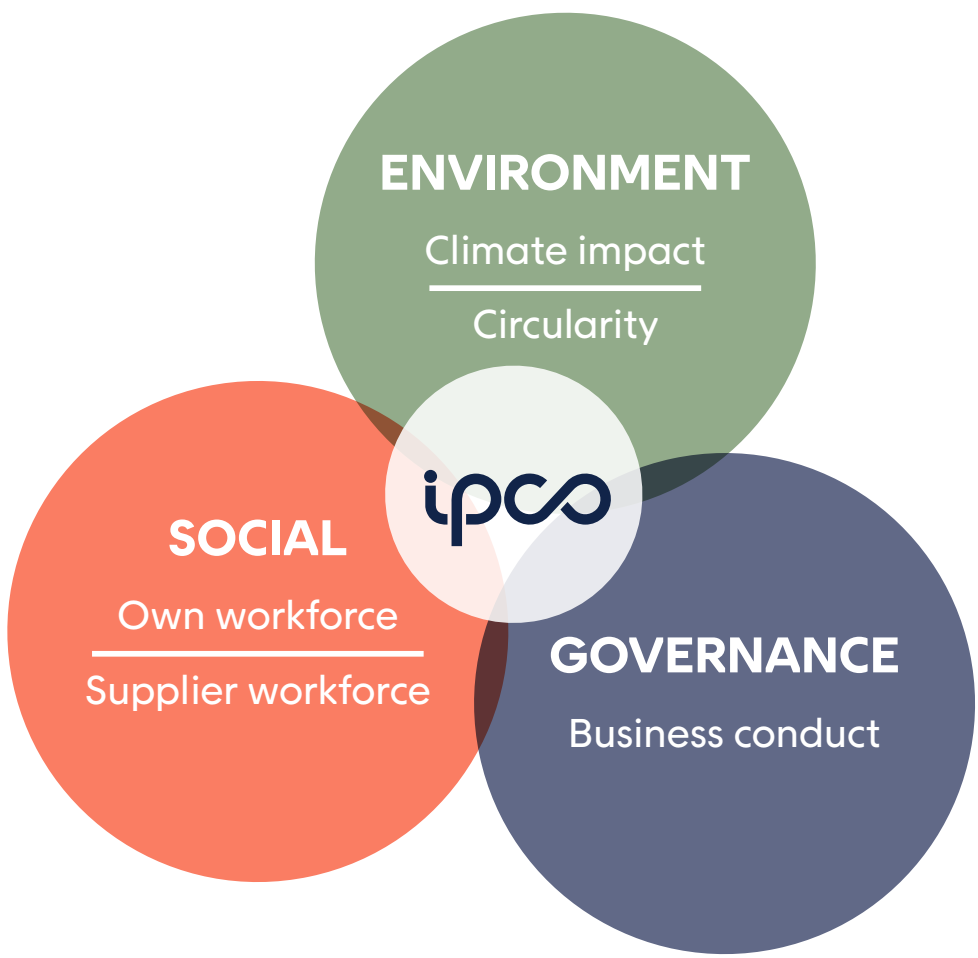 ENVIRONMENT
Climate impact
Circularity
ipco
SOCIAL
Own workforce
Supplier workforce
GOVERNANCE
Business conduct